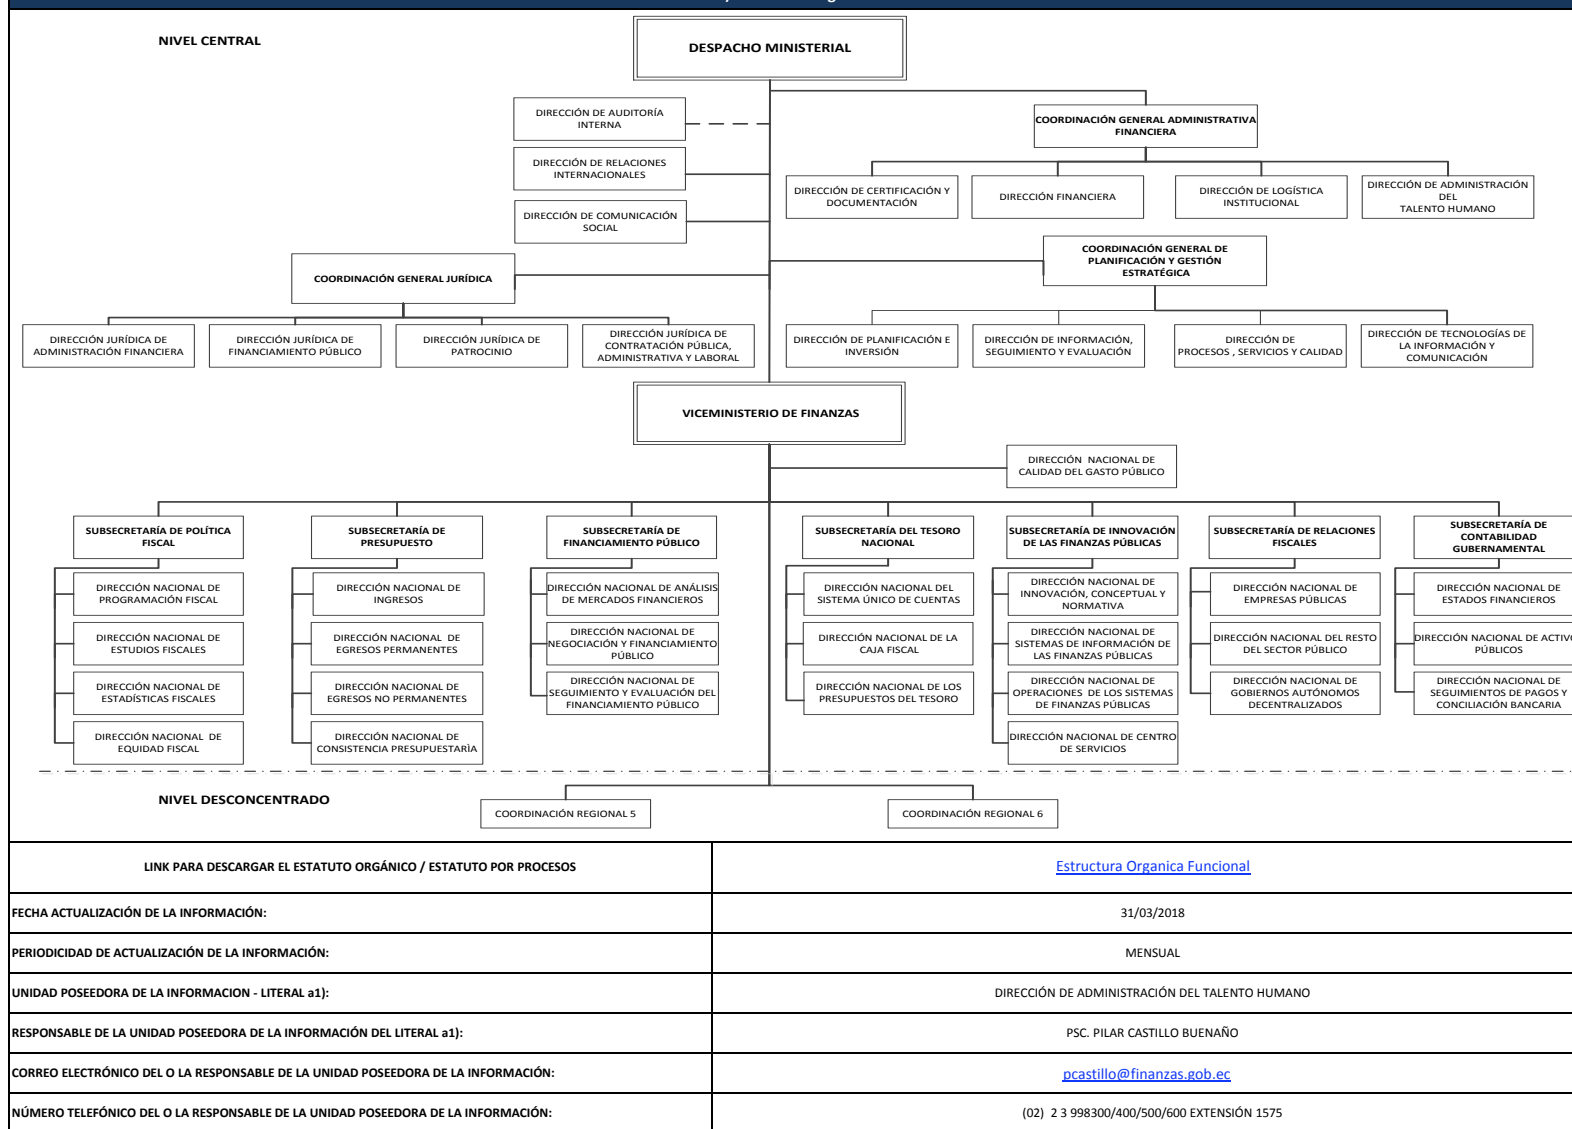 NIVEL CENTRAL
DESPACHO MINISTERIAL
DIRECCIÓN DE AUDITORÍA
INTERNA
COORDINACIÓN GENERAL ADMINISTRATIVA
FINANCIERA
DIRECCIÓN DE RELACIONES
INTERNACIONALES
DIRECCIÓN DE CERTIFICACIÓN Y
DOCUMENTACIÓN
DIRECCIÓN FINANCIERA
DIRECCIÓN DE LOGÍSTICA
INSTITUCIONAL
DIRECCIÓN DE ADMINISTRACIÓN
DEL
TALENTO HUMANO
DIRECCIÓN DE COMUNICACIÓN
SOCIAL
COORDINACIÓN GENERAL JURÍDICA
COORDINACIÓN GENERAL DE
PLANIFICACIÓN Y GESTIÓN
ESTRATÉGICA
DIRECCIÓN JURÍDICA DE
ADMINISTRACIÓN FINANCIERA
DIRECCIÓN JURÍDICA DE
FINANCIAMIENTO PÚBLICO
DIRECCIÓN JURÍDICA DE
PATROCINIO
DIRECCIÓN JURÍDICA DE
CONTRATACIÓN PÚBLICA,
ADMINISTRATIVA Y LABORAL
DIRECCIÓN DE PLANIFICACIÓN E
INVERSIÓN
DIRECCIÓN DE INFORMACIÓN,
SEGUIMIENTO Y EVALUACIÓN
DIRECCIÓN DE
PROCESOS , SERVICIOS Y CALIDAD
DIRECCIÓN DE TECNOLOGÍAS DE
LA INFORMACIÓN Y
COMUNICACIÓN
VICEMINISTERIO DE FINANZAS
DIRECCIÓN  NACIONAL DE
CALIDAD DEL GASTO PÚBLICO
SUBSECRETARÍA DE POLÍTICA
FISCAL
SUBSECRETARÍA DE
PRESUPUESTO
SUBSECRETARÍA DE
FINANCIAMIENTO PÚBLICO
SUBSECRETARÍA DEL TESORO
NACIONAL
SUBSECRETARÍA DE INNOVACIÓN
DE LAS FINANZAS PÚBLICAS
SUBSECRETARÍA DE RELACIONES
FISCALES
SUBSECRETARÍA DE
CONTABILIDAD
GUBERNAMENTAL
DIRECCIÓN NACIONAL DE
PROGRAMACIÓN FISCAL
DIRECCIÓN NACIONAL DE
INGRESOS
DIRECCIÓN NACIONAL DE ANÁLISIS
DE MERCADOS FINANCIEROS
DIRECCIÓN NACIONAL DEL
SISTEMA ÚNICO DE CUENTAS
DIRECCIÓN NACIONAL DE
INNOVACIÓN, CONCEPTUAL Y
NORMATIVA
DIRECCIÓN NACIONAL DE
EMPRESAS PÚBLICAS
DIRECCIÓN NACIONAL DE
ESTADOS FINANCIEROS
DIRECCIÓN NACIONAL DE
ESTUDIOS FISCALES
DIRECCIÓN NACIONAL  DE
EGRESOS PERMANENTES
DIRECCIÓN NACIONAL DE
NEGOCIACIÓN Y FINANCIAMIENTO
PÚBLICO
DIRECCIÓN NACIONAL DE LA
CAJA FISCAL
DIRECCIÓN NACIONAL DE
SISTEMAS DE INFORMACIÓN DE
LAS FINANZAS PÚBLICAS
DIRECCIÓN NACIONAL DEL RESTO
DEL SECTOR PÚBLICO
DIRECCIÓN NACIONAL DE ACTIVO
PÚBLICOS
DIRECCIÓN NACIONAL DE
ESTADÍSTICAS FISCALES
DIRECCIÓN NACIONAL DE
EGRESOS NO PERMANENTES
DIRECCIÓN NACIONAL DE
SEGUIMIENTO Y EVALUACIÓN DEL
FINANCIAMIENTO PÚBLICO
DIRECCIÓN NACIONAL DE LOS
PRESUPUESTOS DEL TESORO
DIRECCIÓN NACIONAL DE
OPERACIONES  DE LOS SISTEMAS
DE FINANZAS PÚBLICAS
DIRECCIÓN NACIONAL DE
GOBIERNOS AUTÓNOMOS
DECENTRALIZADOS
DIRECCIÓN NACIONAL DE
SEGUIMIENTOS DE PAGOS Y
CONCILIACIÓN BANCARIA
DIRECCIÓN NACIONAL  DE
EQUIDAD FISCAL
DIRECCIÓN NACIONAL DE
CONSISTENCIA PRESUPUESTARÌA
DIRECCIÓN NACIONAL DE CENTRO
DE SERVICIOS
NIVEL DESCONCENTRADO
COORDINACIÓN REGIONAL 5
COORDINACIÓN REGIONAL 6
LINK PARA DESCARGAR EL ESTATUTO ORGÁNICO / ESTATUTO POR PROCESOS
Estructura Organica Funcional
FECHA ACTUALIZACIÓN DE LA INFORMACIÓN:
31/03/2018
PERIODICIDAD DE ACTUALIZACIÓN DE LA INFORMACIÓN:
MENSUAL
UNIDAD POSEEDORA DE LA INFORMACION - LITERAL a1):
DIRECCIÓN DE ADMINISTRACIÓN DEL TALENTO HUMANO
RESPONSABLE DE LA UNIDAD POSEEDORA DE LA INFORMACIÓN DEL LITERAL a1):
PSC. PILAR CASTILLO BUENAÑO
CORREO ELECTRÓNICO DEL O LA RESPONSABLE DE LA UNIDAD POSEEDORA DE LA INFORMACIÓN:
pcastillo@finanzas.gob.ec
NÚMERO TELEFÓNICO DEL O LA RESPONSABLE DE LA UNIDAD POSEEDORA DE LA INFORMACIÓN:
(02)  2 3 998300/400/500/600 EXTENSIÓN 1575